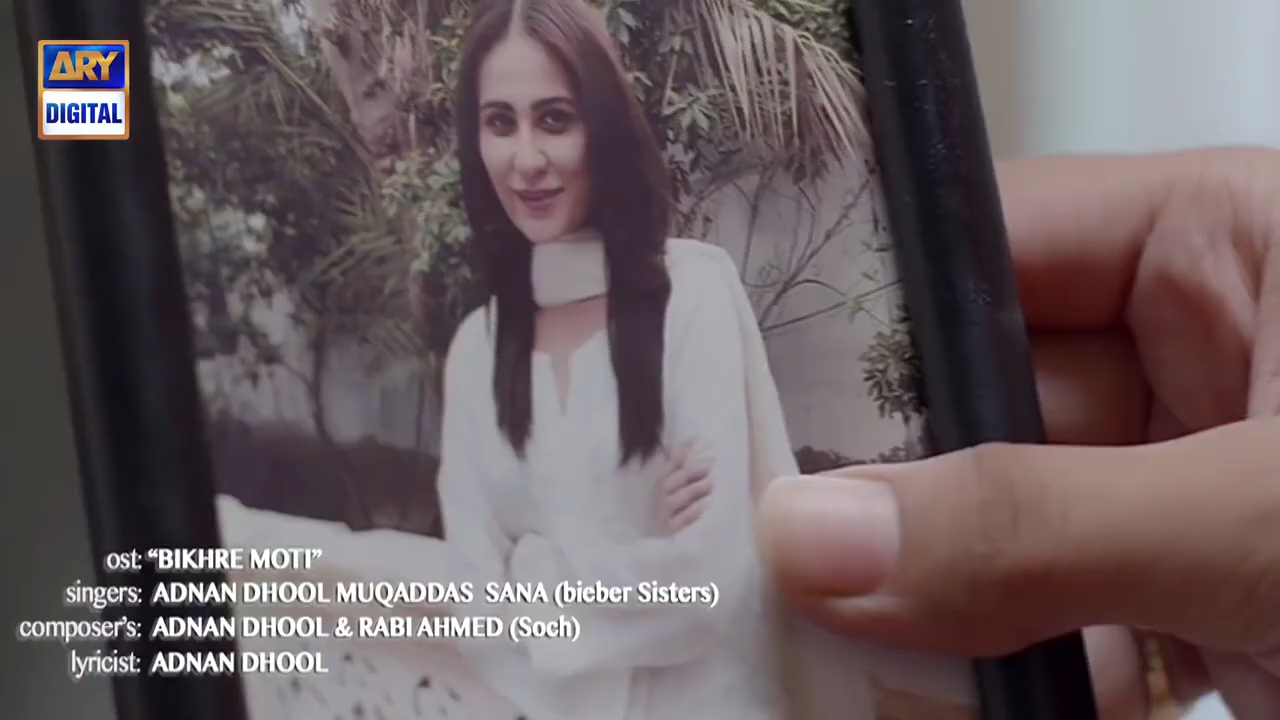 ARY
DIGITAL
ost: “BIKHRE MOTI”
singers: ADNAN DHOOL MUQADDAS SANA (bieber Sisters)
composer's: ADNAN DHOOL & RABI AHMED (Soch)
lyricist: ADNAN DHOOL